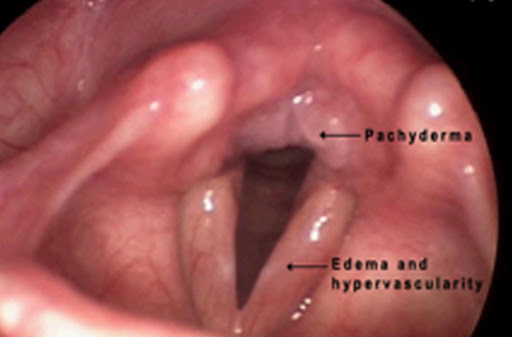 Pachyderma
Edema and
hypervascularity